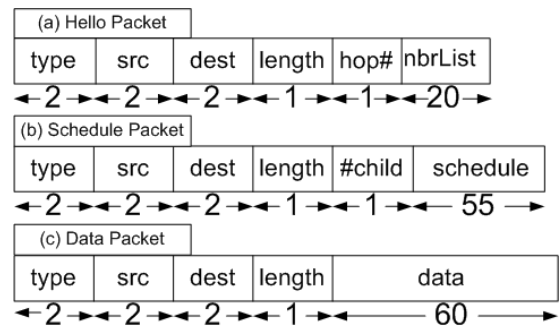 (a) Hello Packet
type src dest length hop# nbrList
2 2 2 1 1 20
(b) Schedule Packet
type src dest length #child schedule
2 2 2 1 1 55
(c) Data Packet
type src dest length data
2 2 2 1 60